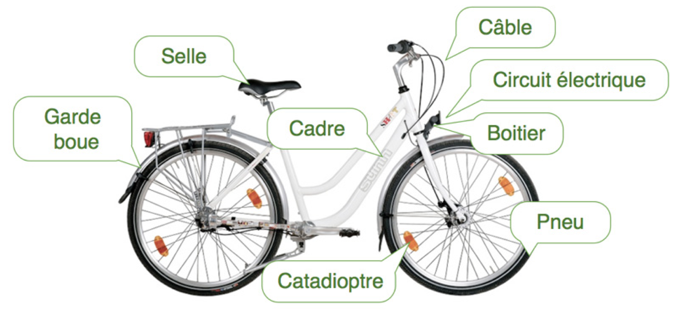 Câble
Selle
Circuit électrique
Garde
boue
Cadre
Boitier
Pneu
Catadioptre